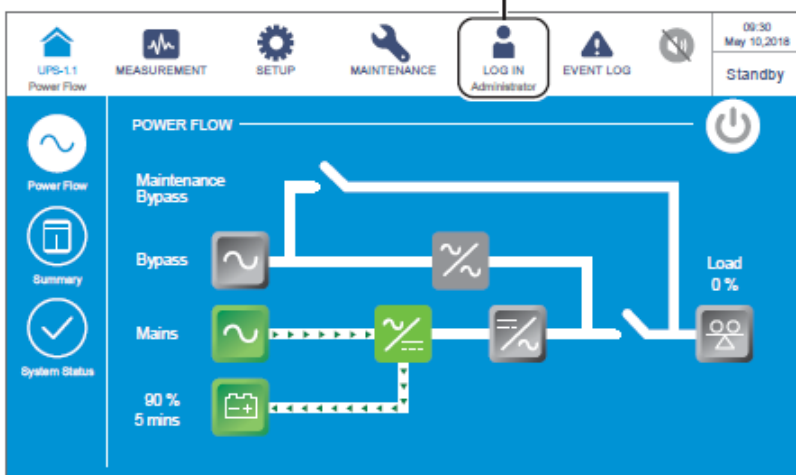 UPS-1.1
Power Flow
MEASUREMENT
SETUP
MAINTENANCE
LOG IN
Administrator
EVENT LOG
09:30
May 10,2018
Standby
Power Flow
Summary
System Status
POWER FLOW
Maintenance
Bypass
Bypass
Mains
90 %
5 mins
Load
0 %